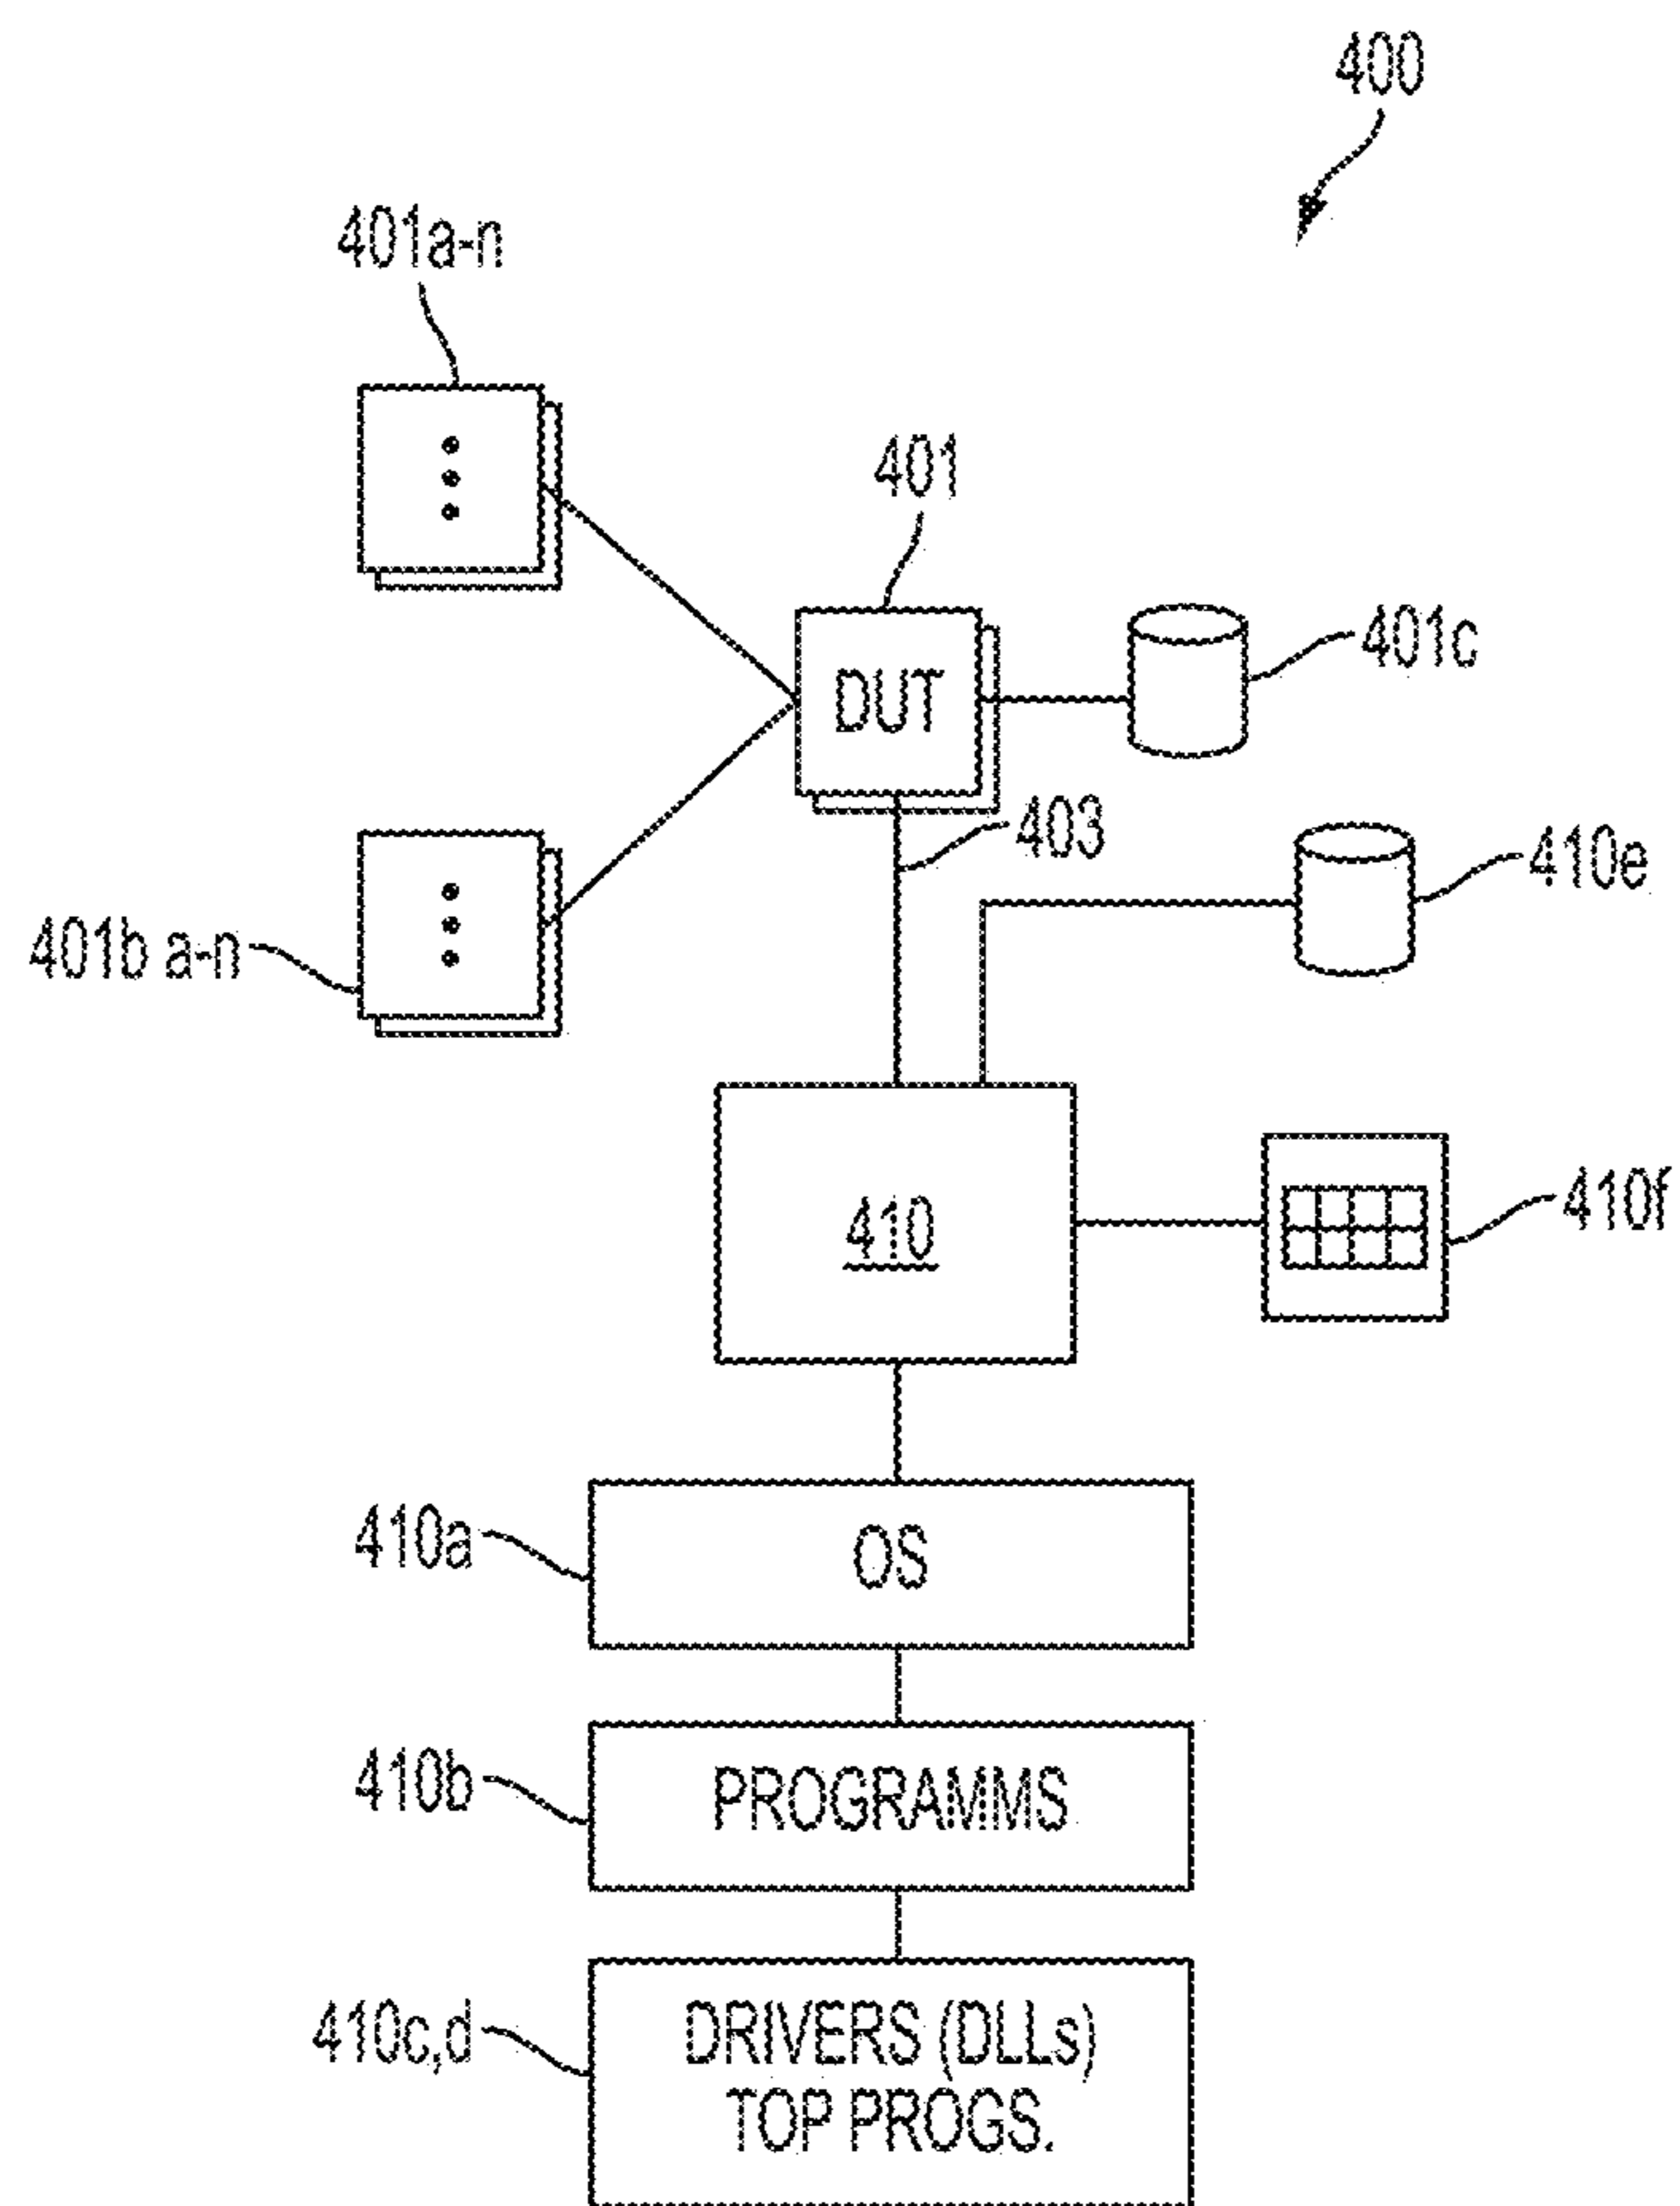 400
401a-n
401
DUT
401c
403
410e
401b a-n
410
410f
410a
OS
410b
PROGRAMMS
410c,d
DRIVERS (DLLs)
TOP PROGS.